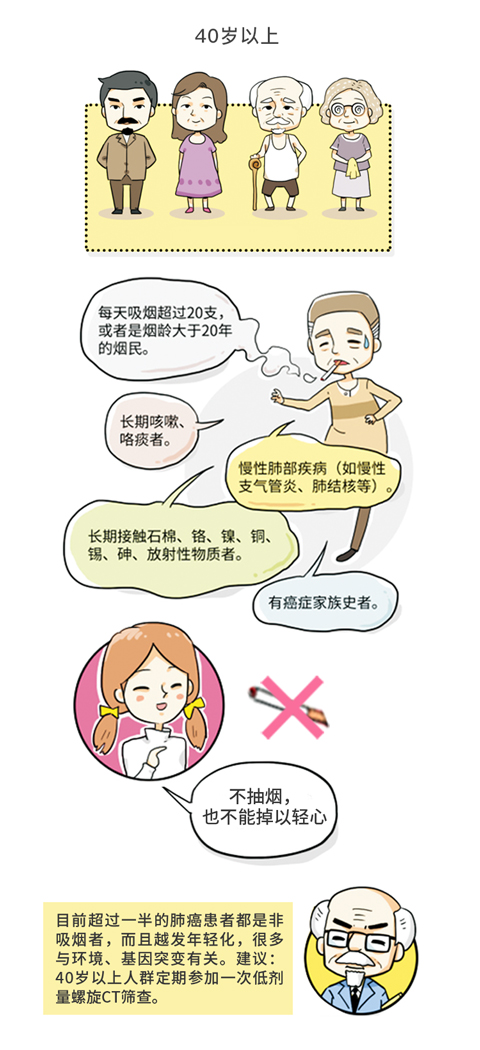 40岁以上
每天吸烟超过20支，
或者是烟龄大于20年
的烟民。
长期咳嗽、
咯痰者。
慢性肺部疾病（如慢性
支气管炎、肺结核等）。
长期接触石棉、铬、镍、铜、
锡、砷、放射性物质者。
有癌症家族史者。
不抽烟，
也不能掉以轻心
目前超过一半的肺癌患者都是非
吸烟者，而且越发年轻化，很多
与环境、基因突变有关。建议：
40岁以上人群定期参加一次低剂
量螺旋CT筛查。